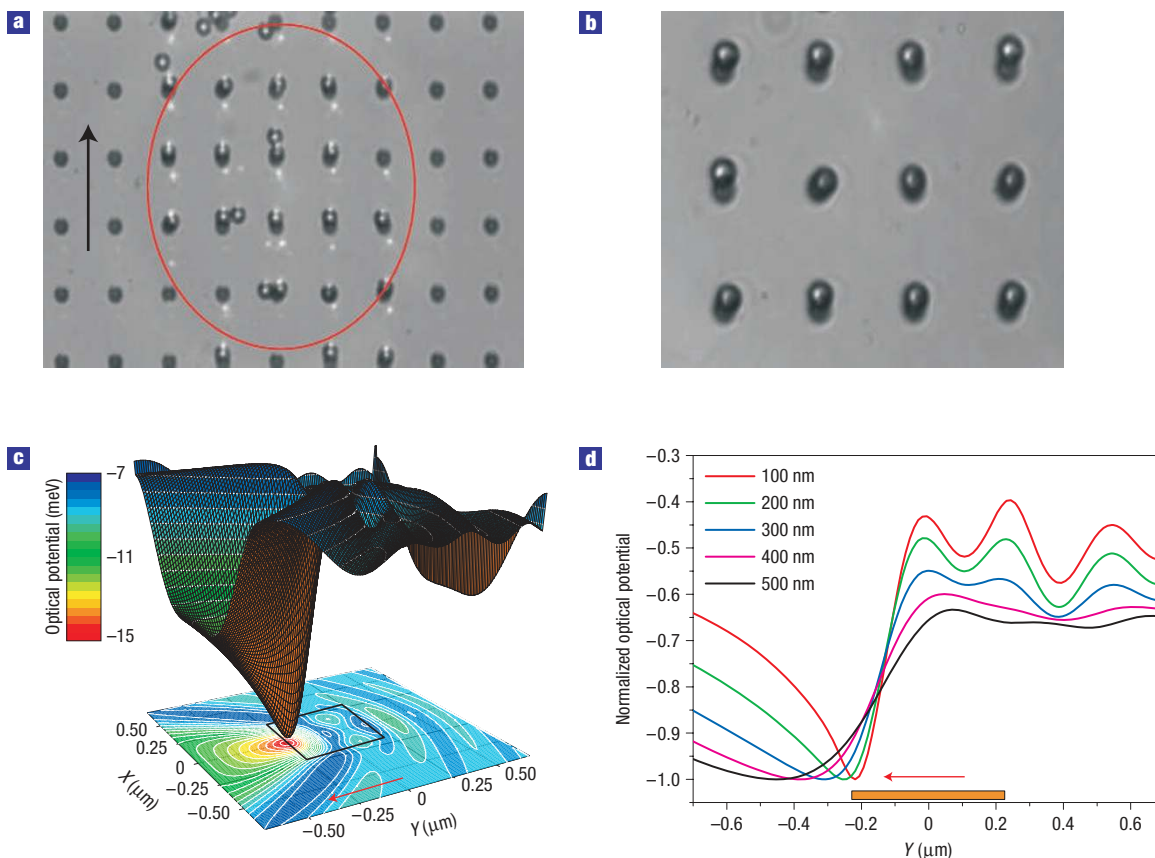 a
b
c
Optical potential (meV)
−7
−11
−15
0.50
0.25
0
−0.25
−0.50
X (µm)
−0.50
−0.25
0
0.25
0.50
Y (µm)
d
Normalized optical potential
−0.3
−0.4
−0.5
−0.6
−0.7
−0.8
−0.9
−1.0
100 nm
200 nm
300 nm
400 nm
500 nm
−0.6
−0.4
−0.2
0
0.2
0.4
0.6
Y (µm)